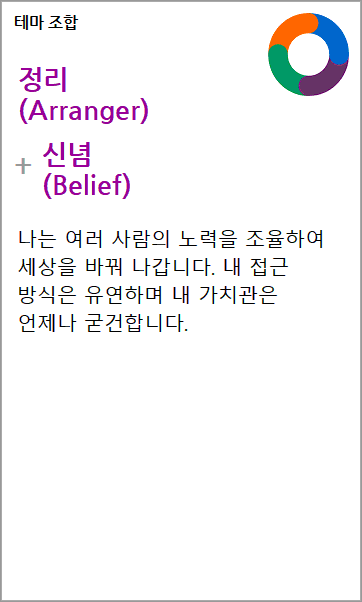 테마 조합
정리
(Arranger)
+ 신념
(Belief)
나는 여러 사람의 노력을 조율하여
세상을 바꿔 나갑니다. 내 접근
방식은 유연하며 내 가치관은
언제나 굳건합니다.